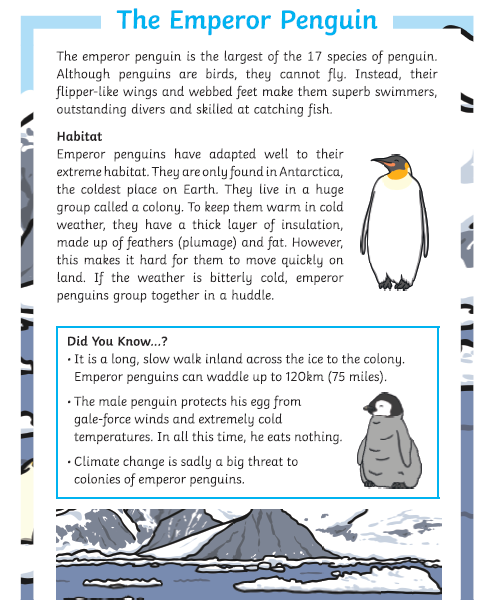 The Emperor Penguin
The emperor penguin is the largest of the 17 species of penguin.
Although penguins are birds, they cannot fly. Instead, their
flipper-like wings and webbed feet make them superb swimmers,
outstanding divers and skilled at catching fish.
Habitat
Emperor penguins have adapted well to their
extreme habitat. They are only found in Antarctica,
the coldest place on Earth. They live in a huge
group called a colony. To keep them warm in cold
weather, they have a thick layer of insulation,
made up of feathers (plumage) and fat. However,
this makes it hard for them to move quickly on
land. If the weather is bitterly cold, emperor
penguins group together in a huddle.
Did You Know...?
• It is a long, slow walk inland across the ice to the colony.
Emperor penguins can waddle up to 120km (75 miles).
• The male penguin protects his egg from
gale-force winds and extremely cold
temperatures. In all this time, he eats nothing.
• Climate change is sadly a big threat to
colonies of emperor penguins.